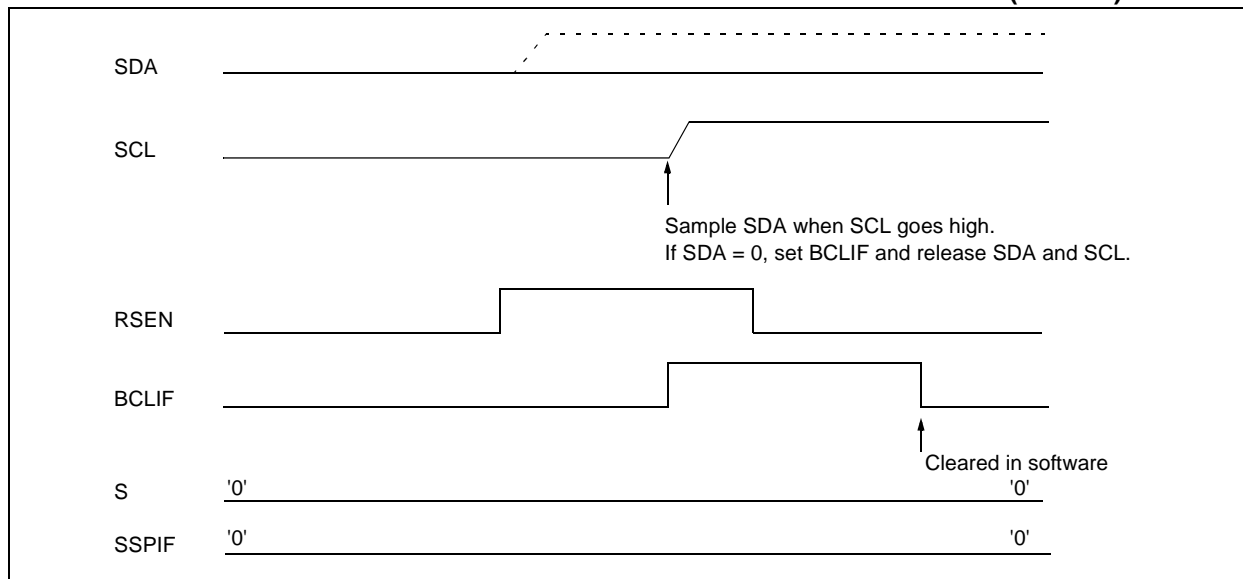 SDA
SCL
Sample SDA when SCL goes high.
If SDA = 0, set BCLIF and release SDA and SCL.
RSEN
BCLIF
Cleared in software
S '0' '0'
SSPIF '0' '0'